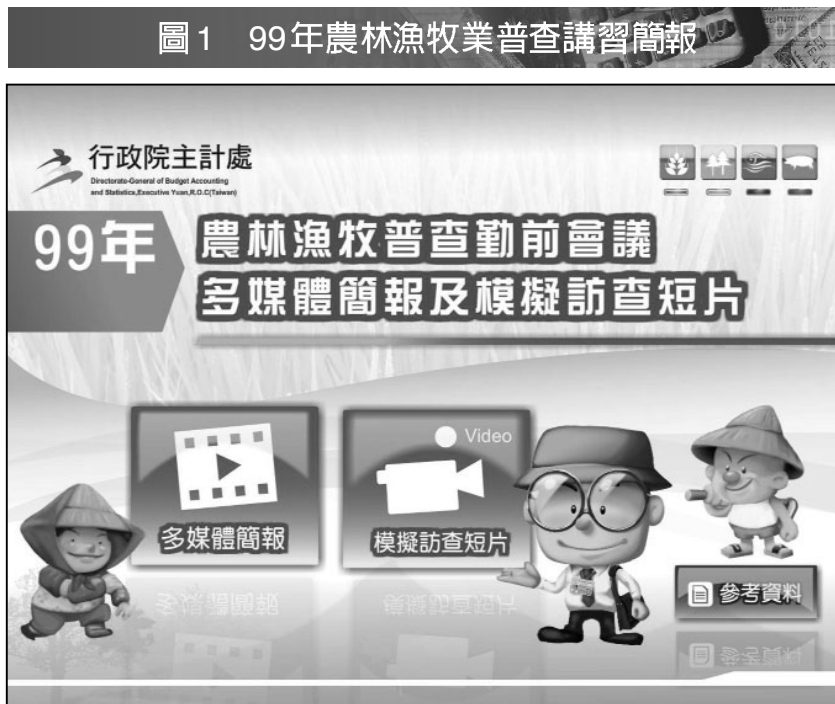 圖1 99年農林漁牧業普查講習簡報
行政院主計處
Directorate-General of Budget Accounting
and Statistics,Executive Yuan,R.O.C(Taiwan)
99年
農林漁牧普查勤前會議
多媒體簡報及模擬訪查短片
Video
多媒體簡報
模擬訪查短片
參考資料